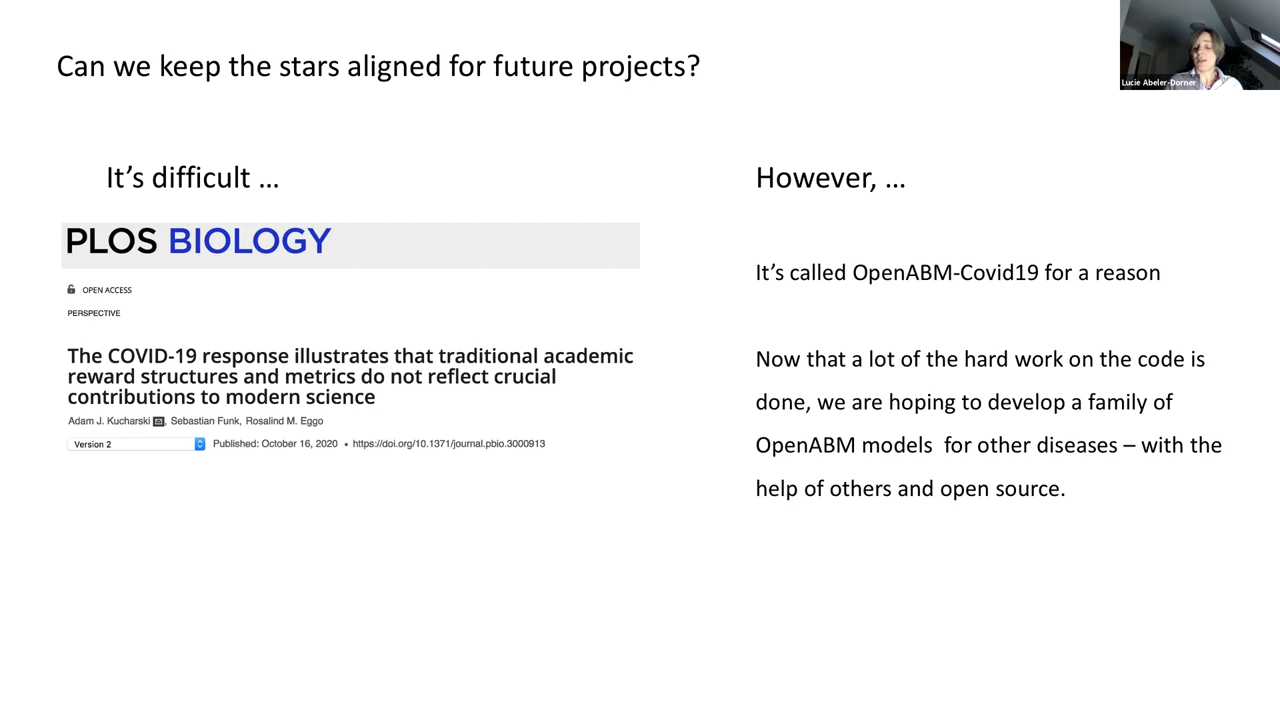 Can we keep the stars aligned for future projects?
Lucie Abeler-Dorner
It’s difficult …
PLOS BIOLOGY
OPEN ACCESS
PERSPECTIVE
The COVID-19 response illustrates that traditional academic
reward structures and metrics do not reflect crucial
contributions to modern science
Adam J. Kucharski, Sebastian Funk, Rosalind M. Eggo
Version 2 Published: October 16, 2020 • https://doi.org/10.1371/journal.pbio.3000913
However, …
It’s called OpenABM-Covid19 for a reason
Now that a lot of the hard work on the code is
done, we are hoping to develop a family of
OpenABM models  for other diseases – with the
help of others and open source.